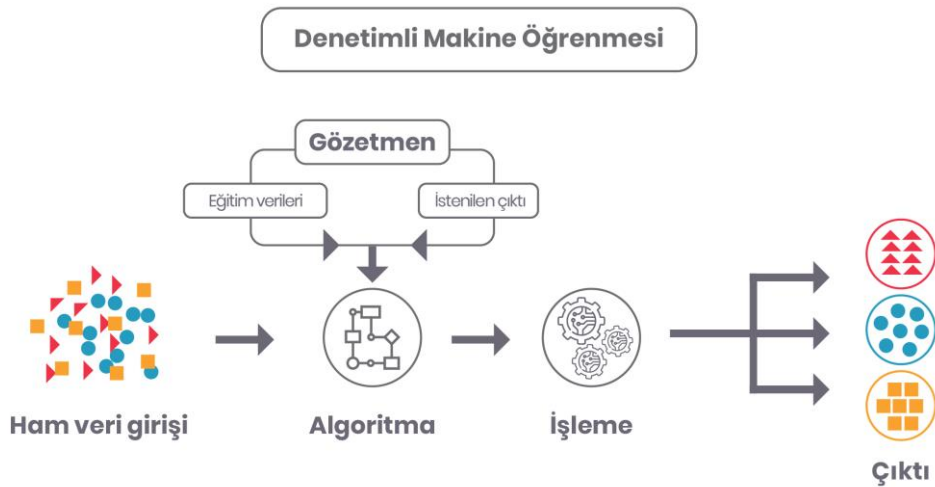 Denetimli Makine Öğrenmesi
Gözetmen
Eğitim verileri
İstenilen çıktı
Ham veri girişi
Algoritma
İşleme
Çıktı